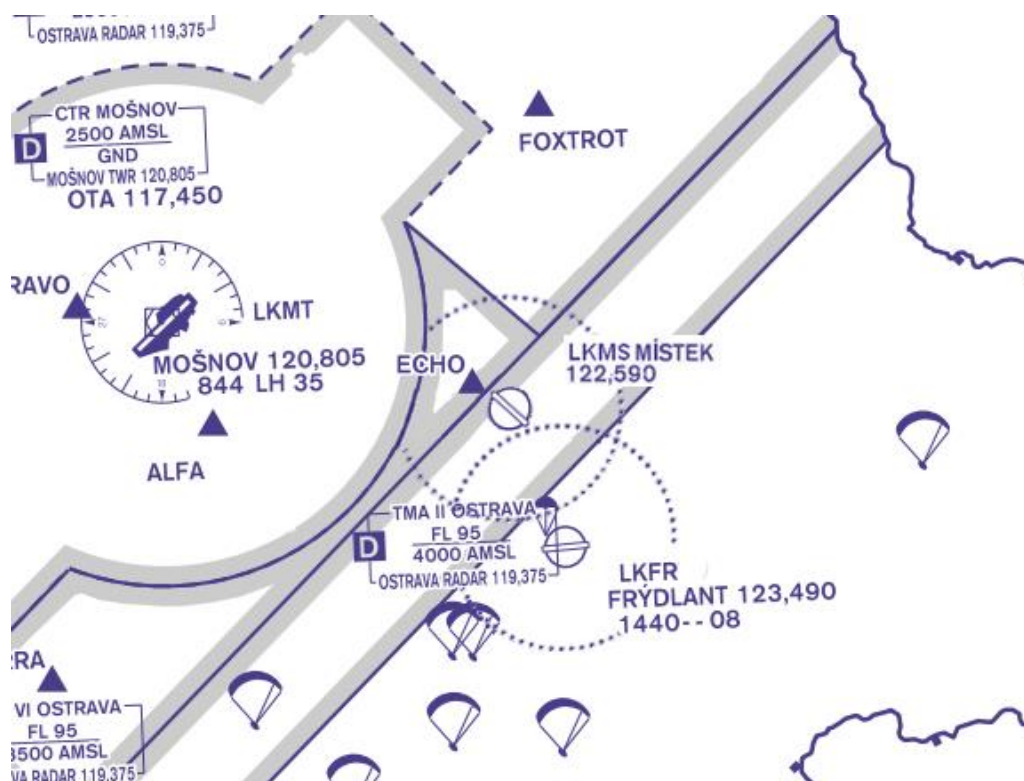 OSTRAVA RADAR 119,375
CTR MOŠNOV
2500 AMSL
GND
MOŠNOV TWR 120,805
D
OTA 117,450
FOXTROT
RAVO
LKMT
MOŠNOV 120,805
844 LH 35
ALFA
ECHO
LKMS MÍSTEK
122,590
TMA II OSTRAVA
FL 95
4000 AMSL
OSTRAVA RADAR 119,375
D
LKFR
FRÝDLANT 123,490
1440-- 08
RRA
VI OSTRAVA
FL 95
3500 AMSL
VA RADAR 119,375